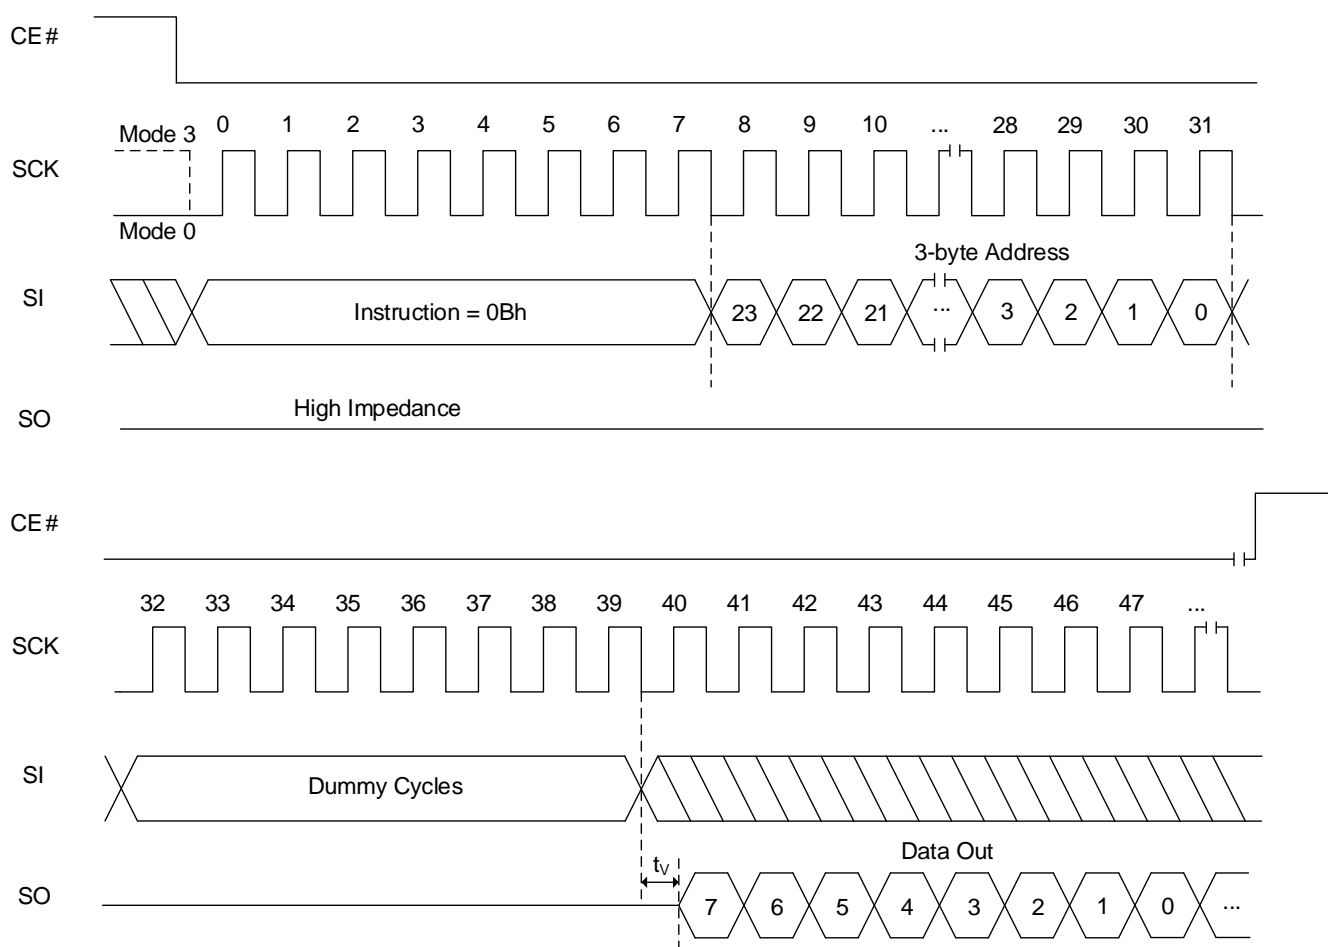 CE#
Mode 3 0 1 2 3 4 5 6 7 8 9 10 ... 28 29 30 31
SCK
Mode 0
3-byte Address
SI Instruction = 0Bh 23 22 21 ... 3 2 1 0
High Impedance
SO
CE#
32 33 34 35 36 37 38 39 40 41 42 43 44 45 46 47 ...
SCK
SI Dummy Cycles
Data Out
tV
SO 7 6 5 4 3 2 1 0 ...